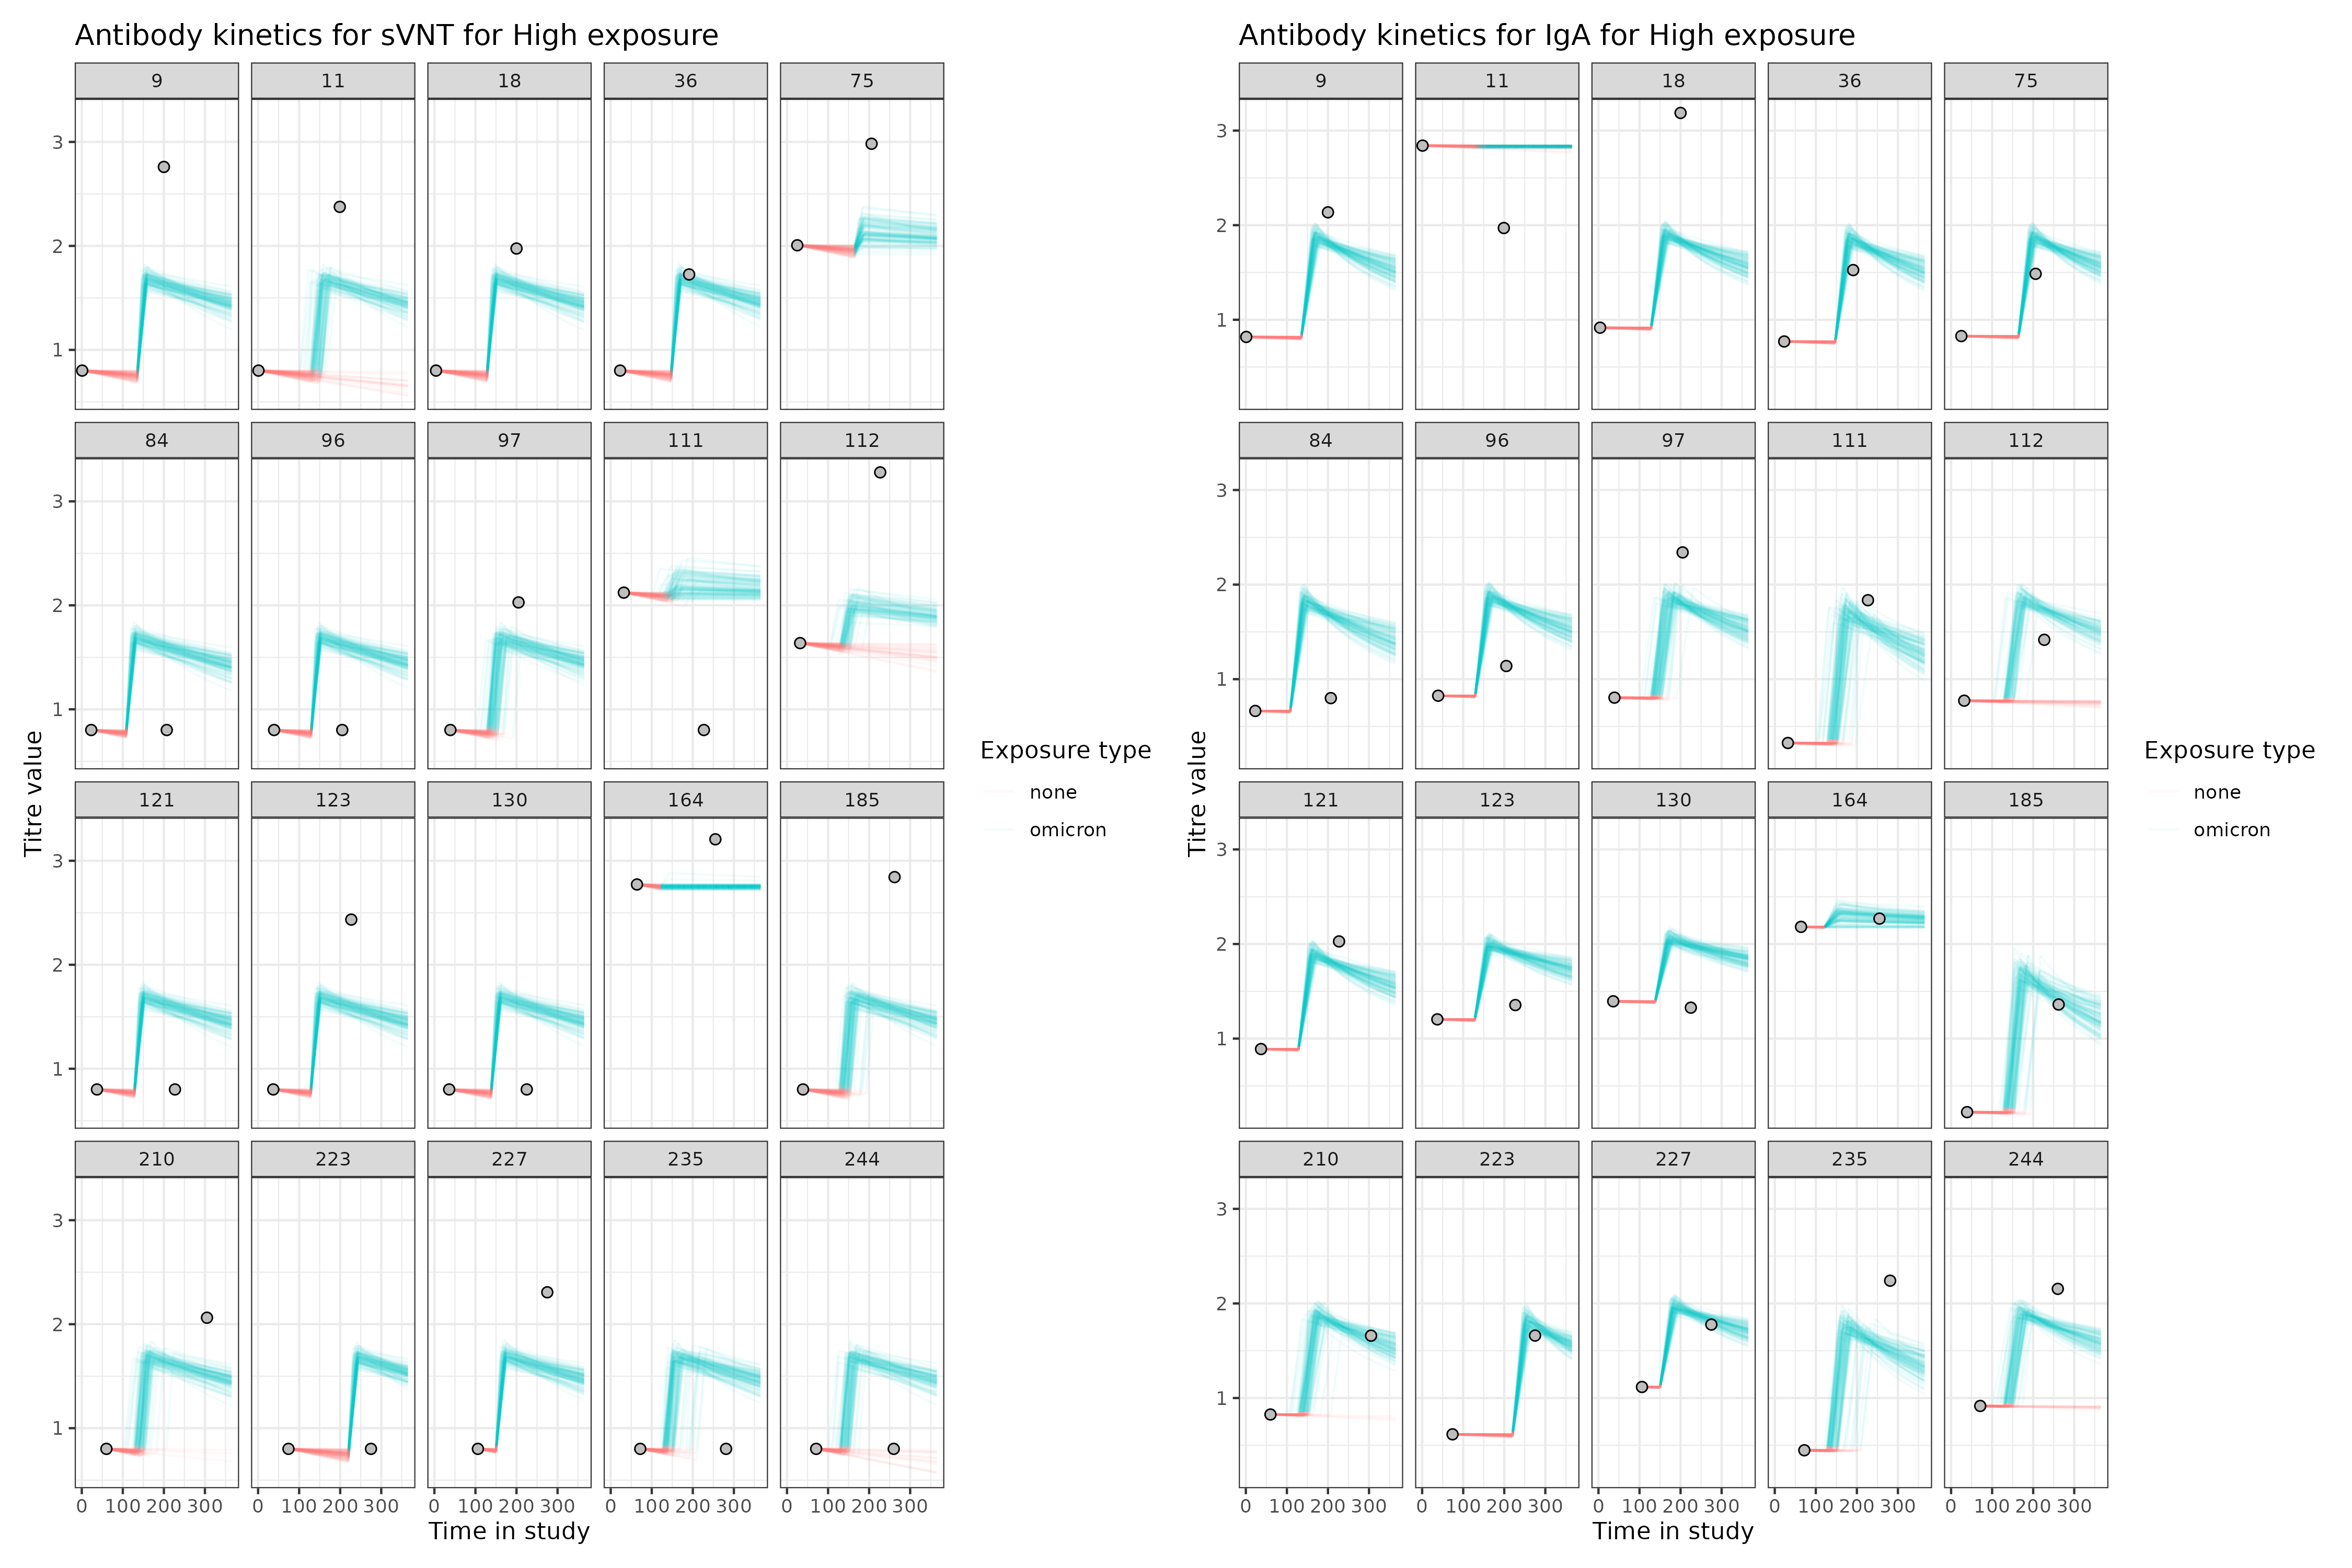 Antibody kinetics for sVNT for High exposure
9 11 18 36 75
3
2
1
84 96 97 111 112
3
2
1
121 123 130 164 185
3
2
1
210 223 227 235 244
3
2
1
0 100 200 300 0 100 200 300 0 100 200 300 0 100 200 300 0 100 200 300
Time in study
Titre value
Exposure type
none
omicron
Antibody kinetics for IgA for High exposure
9 11 18 36 75
3
2
1
84 96 97 111 112
3
2
1
121 123 130 164 185
3
2
1
210 223 227 235 244
3
2
1
0 100 200 300 0 100 200 300 0 100 200 300 0 100 200 300 0 100 200 300
Time in study
Titre value
Exposure type
none
omicron